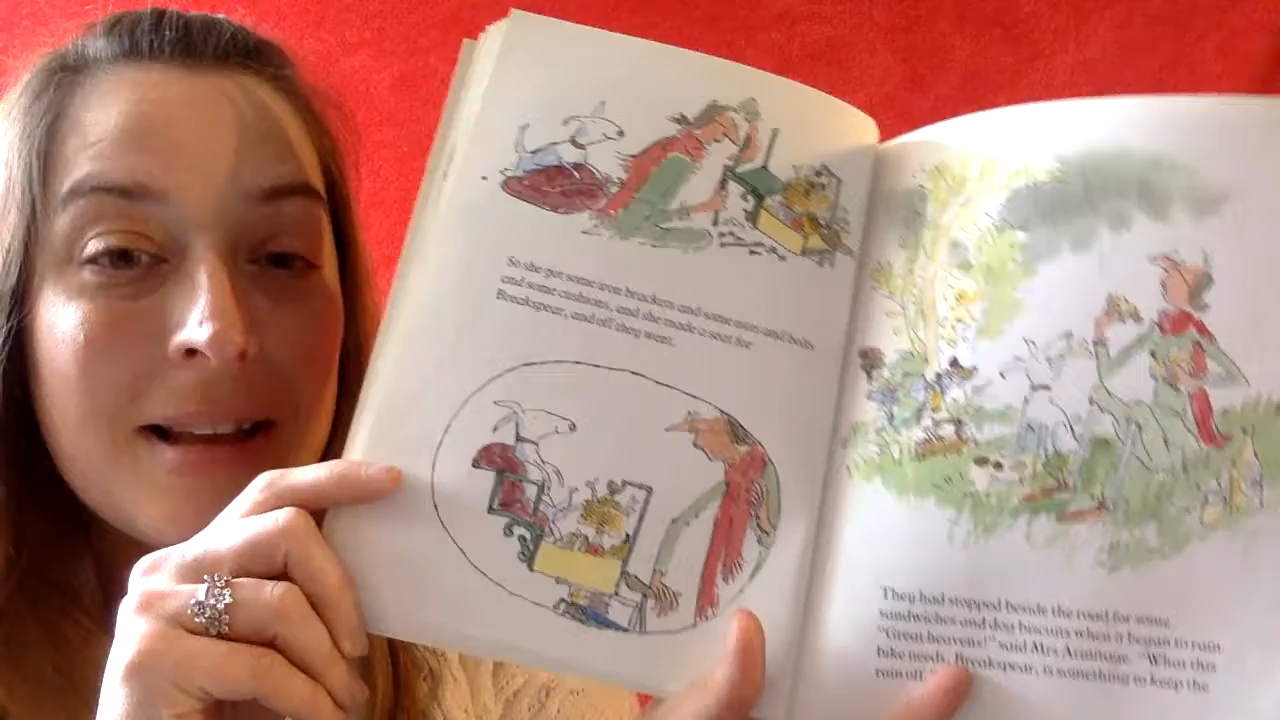 So she got some iron brackets and some nuts and bolts
and some cushions, and she made a seat for
Breakspear, and off they went.
They had stopped beside the road for some
sandwiches and dog biscuits when it began to rain
"Great heavens!" said Mrs Armitage. "What this
bike needs, Breakspear, is something to keep the
rain off."